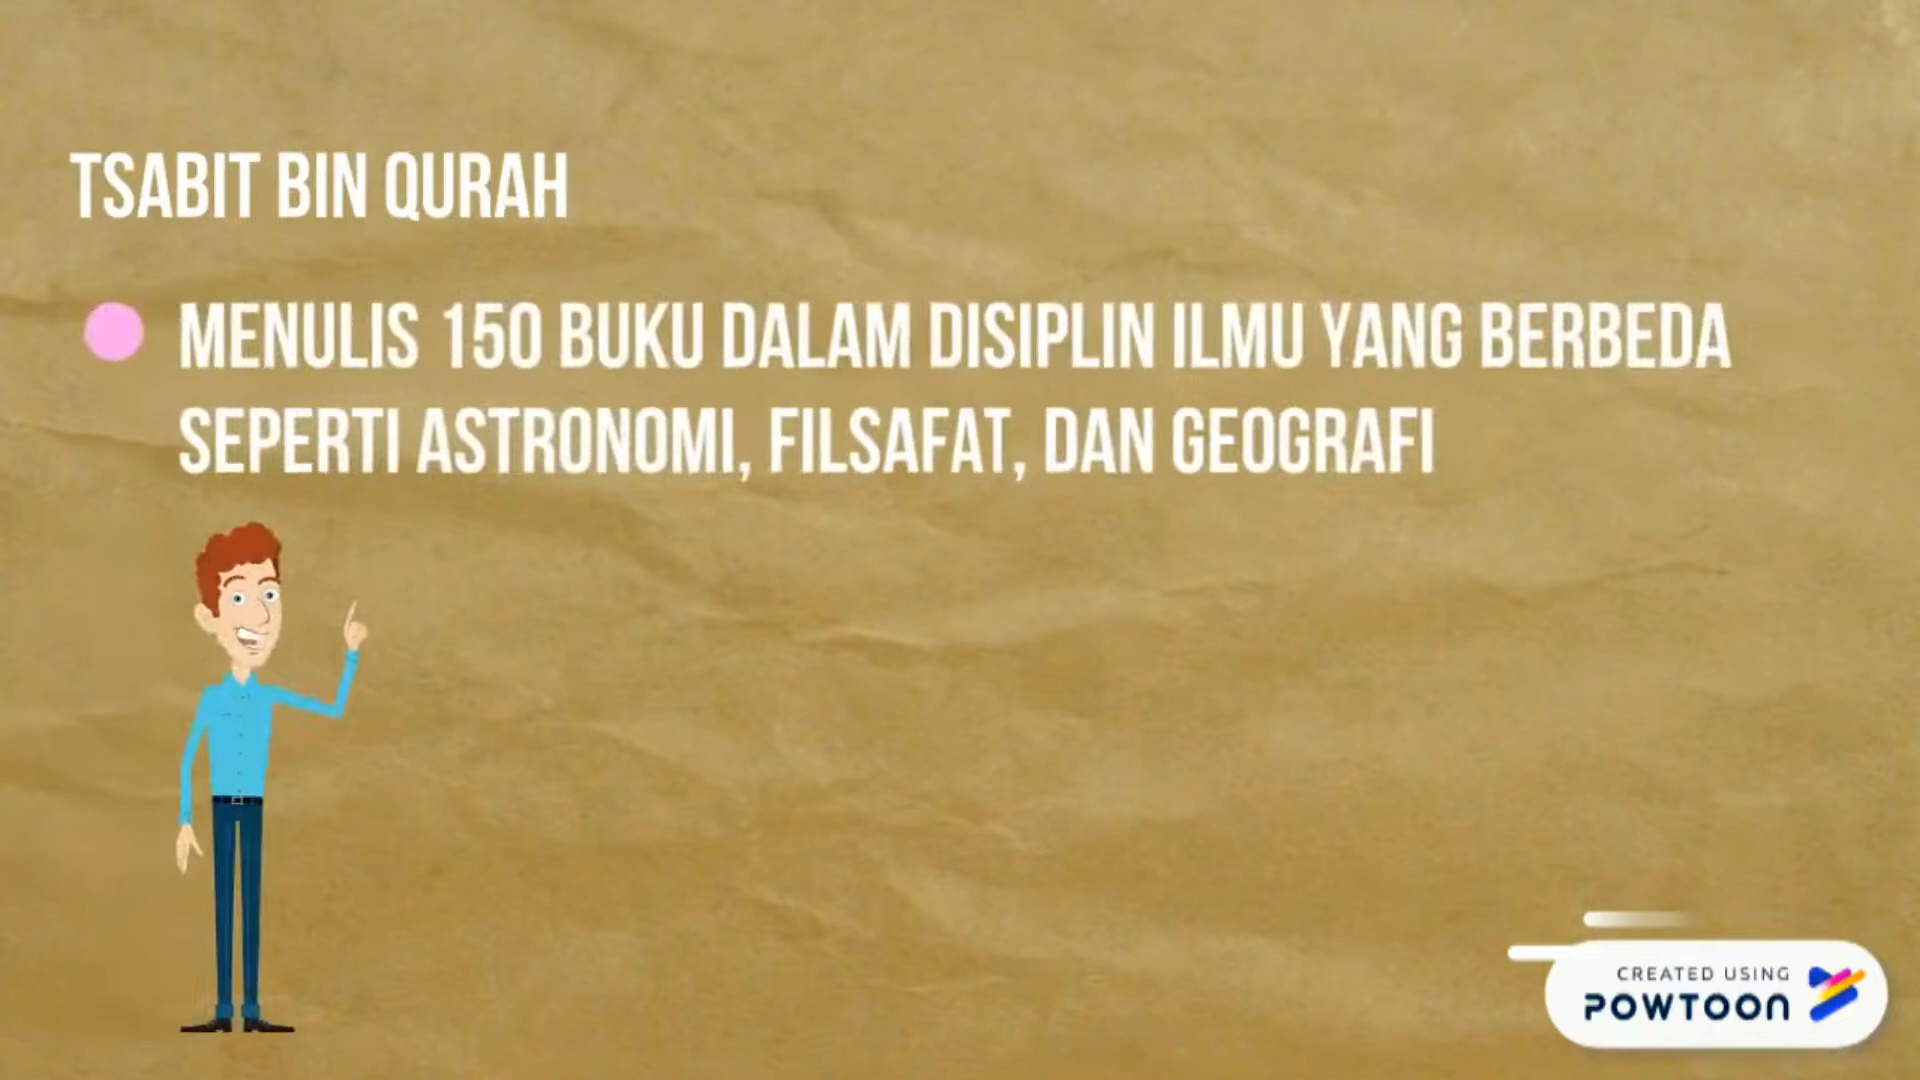 TSABIT BIN QURAH
MENULIS 150 BUKU DALAM DISIPLIN ILMU YANG BERBEDA
SEPERTI ASTRONOMI, FILSAFAT, DAN GEOGRAFI
CREATED USING
POWTOON